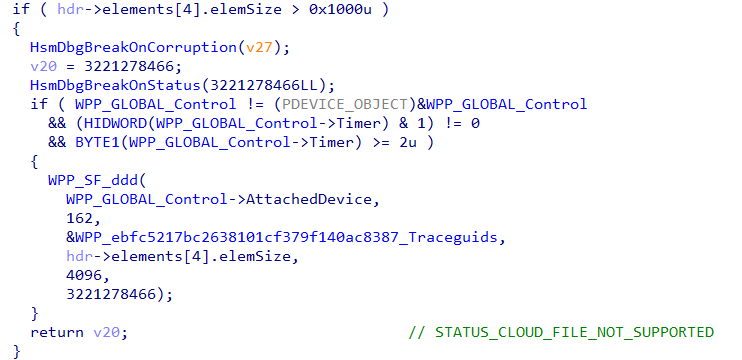 if ( hdr->elements[4].elemSize > 0x1000u )
{
HsmDbgBreakOnCorruption(v27);
v20 = 3221278466;
HsmDbgBreakOnStatus(3221278466LL);
if ( WPP_GLOBAL_Control != (PDEVICE_OBJECT)&WPP_GLOBAL_Control
&& (HIDWORD(WPP_GLOBAL_Control->Timer) & 1) != 0
&& BYTE1(WPP_GLOBAL_Control->Timer) >= 2u )
{
WPP_SF_ddd(
WPP_GLOBAL_Control->AttachedDevice,
162,
&WPP_ebfc5217bc2638101cf379f140ac8387_Traceguids,
hdr->elements[4].elemSize,
4096,
3221278466);
}
return v20; // STATUS_CLOUD_FILE_NOT_SUPPORTED
}